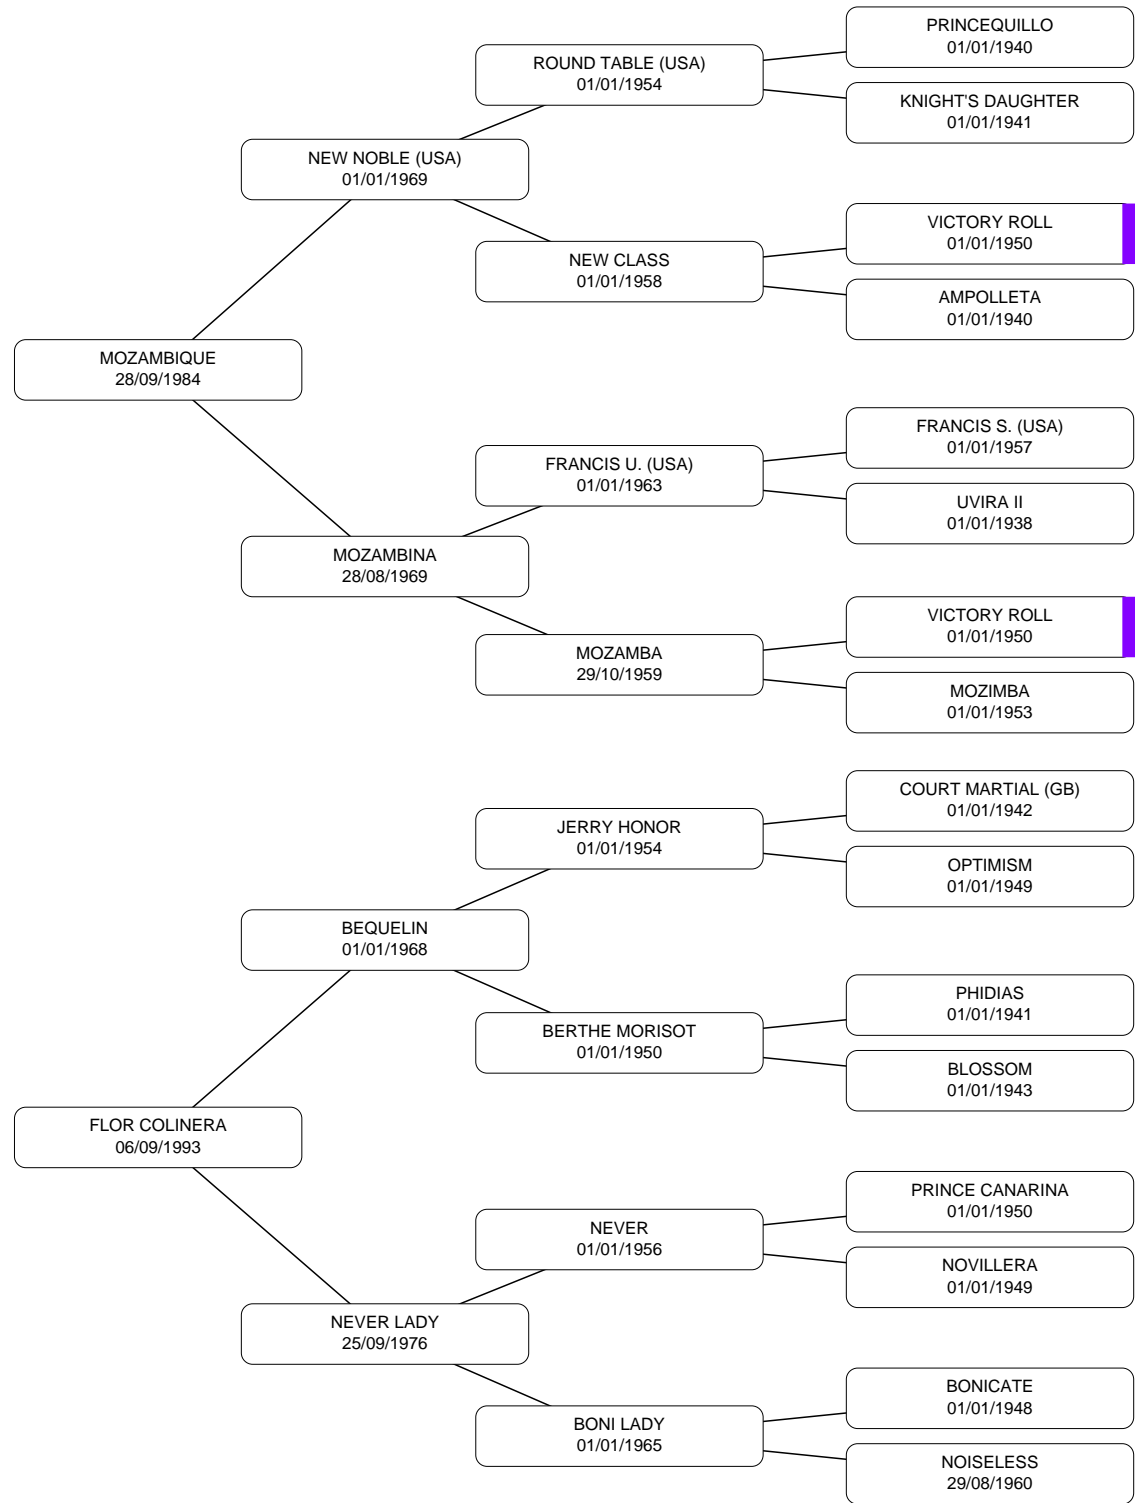 PRINCEQUILLO
01/01/1940
ROUND TABLE (USA)
01/01/1954
KNIGHT'S DAUGHTER
01/01/1941
NEW NOBLE (USA)
01/01/1969
VICTORY ROLL
01/01/1950
NEW CLASS
01/01/1958
AMPOLLETA
01/01/1940
MOZAMBIQUE
28/09/1984
FRANCIS S. (USA)
01/01/1957
FRANCIS U. (USA)
01/01/1963
UVIRA II
01/01/1938
MOZAMBINA
28/08/1969
VICTORY ROLL
01/01/1950
MOZAMBA
29/10/1959
MOZIMBA
01/01/1953
COURT MARTIAL (GB)
01/01/1942
JERRY HONOR
01/01/1954
OPTIMISM
01/01/1949
BEQUELIN
01/01/1968
PHIDIAS
01/01/1941
BERTHE MORISOT
01/01/1950
BLOSSOM
01/01/1943
FLOR COLINERA
06/09/1993
PRINCE CANARINA
01/01/1950
NEVER
01/01/1956
NOVILLERA
01/01/1949
NEVER LADY
25/09/1976
BONICATE
01/01/1948
BONI LADY
01/01/1965
NOISELESS
29/08/1960